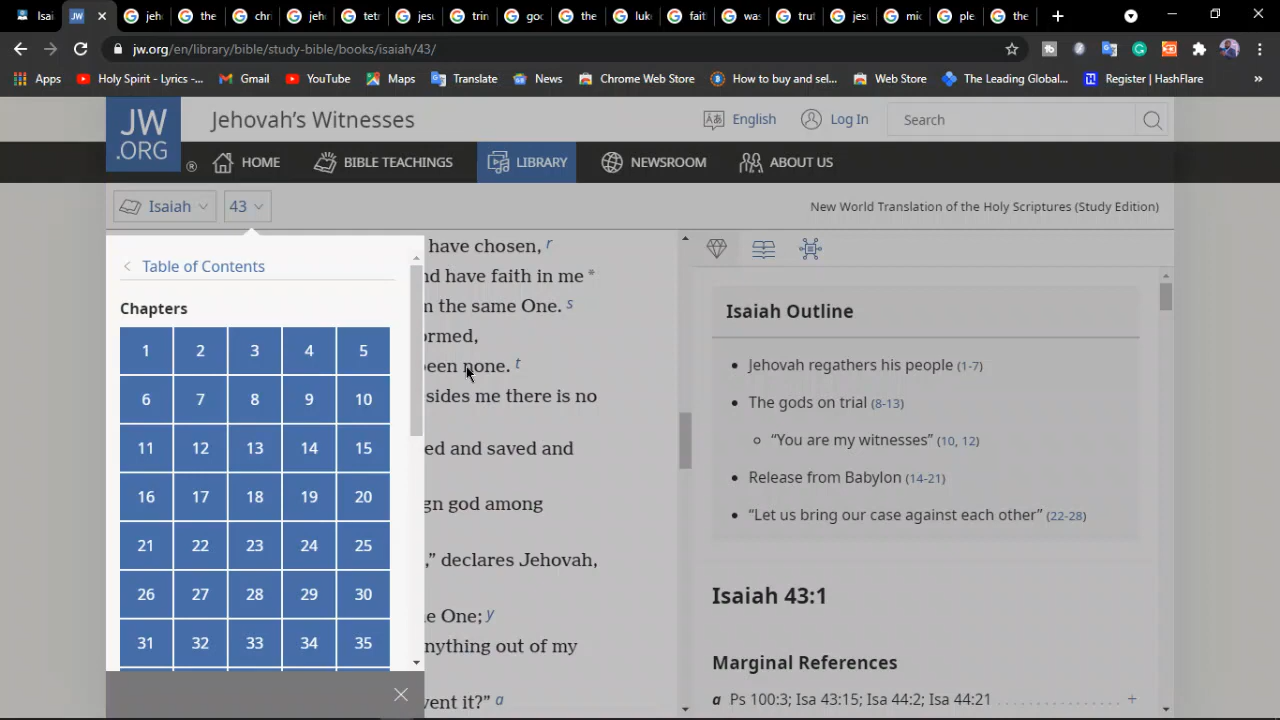 Isai
JW
jeh
the
chr
jeh
tetr
jesu
trin
goo
the
luk
fait
was
trut
jesu
mic
ple
the
jw.org/en/library/bible/study-bible/books/isaiah/43/
Apps
Holy Spirit - Lyrics -...
Gmail
YouTube
Maps
Translate
News
Chrome Web Store
How to buy and sel...
Web Store
The Leading Global...
Register | HashFlare
»
JW
.ORG
®
Jehovah's Witnesses
English
Log In
Search
HOME
BIBLE TEACHINGS
LIBRARY
NEWSROOM
ABOUT US
Isaiah
43
New World Translation of the Holy Scriptures (Study Edition)
Table of Contents
Chapters
1 2 3 4 5
6 7 8 9 10
11 12 13 14 15
16 17 18 19 20
21 22 23 24 25
26 27 28 29 30
31 32 33 34 35
have chosen, r
nd have faith in me *
m the same One. s
ormed,
been none. t
sides me there is no
ed and saved and
gn god among
,” declares Jehovah,
e One; y
nything out of my
vent it?” a
Isaiah Outline
• Jehovah regathers his people (1-7)
• The gods on trial (8-13)
“You are my witnesses” (10, 12)
• Release from Babylon (14-21)
• “Let us bring our case against each other” (22-28)
Isaiah 43:1
Marginal References
a Ps 100:3; Isa 43:15; Isa 44:2; Isa 44:21 +